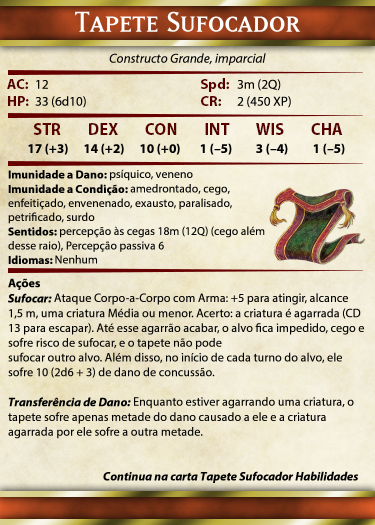 Tapete Sufocador
Constructo Grande, imparcial
AC: 12 Spd: 3m (2Q)
HP: 33 (6d10) CR: 2 (450 XP)
STR DEX CON INT WIS CHA
17 (+3) 14 (+2) 10 (+0) 1 (–5) 3 (–4) 1 (–5)
Imunidade a Dano: psíquico, veneno
Imunidade a Condição: amedrontado, cego,
enfeitiçado, envenenado, exausto, paralisado,
petrificado, surdo
Sentidos: percepção às cegas 18m (12Q) (cego além
desse raio), Percepção passiva 6
Idiomas: Nenhum
Ações
Sufocar: Ataque Corpo-a-Corpo com Arma: +5 para atingir, alcance
1,5 m, uma criatura Média ou menor. Acerto: a criatura é agarrada (CD
13 para escapar). Até esse agarrão acabar, o alvo fica impedido, cego e
sofre risco de sufocar, e o tapete não pode
sufocar outro alvo. Além disso, no início de cada turno do alvo, ele
sofre 10 (2d6 + 3) de dano de concussão.
Transferência de Dano: Enquanto estiver agarrando uma criatura, o
tapete sofre apenas metade do dano causado a ele e a criatura
agarrada por ele sofre a outra metade.
Continua na carta Tapete Sufocador Habilidades